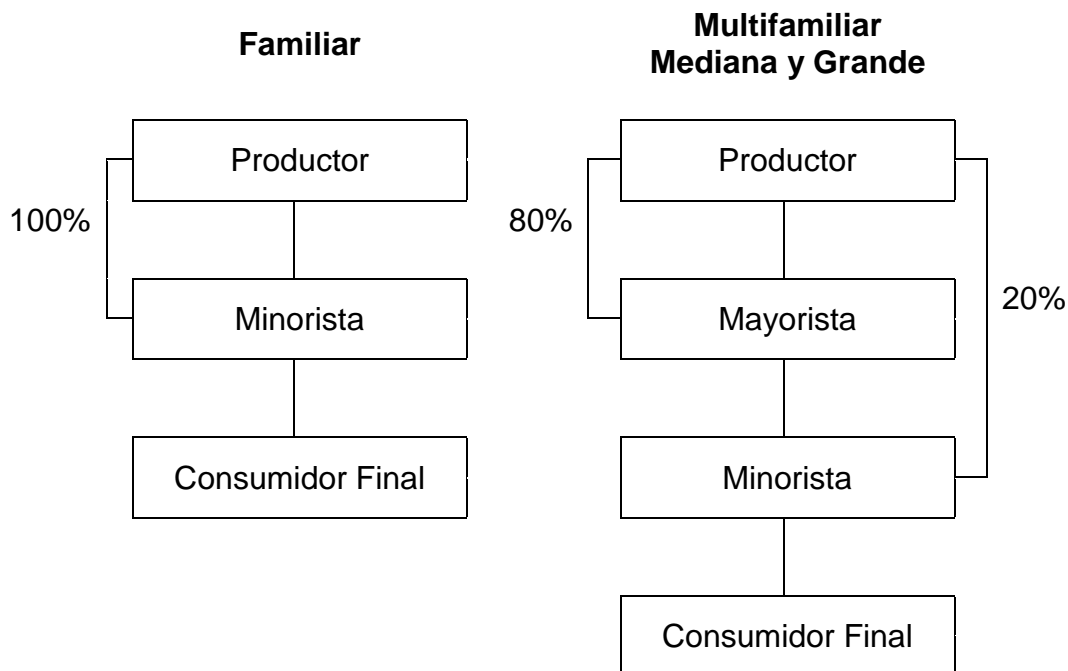 Familiar
Productor
100%
Minorista
Consumidor Final
Multifamiliar
Mediana y Grande
Productor
80%
Mayorista
20%
Minorista
Consumidor Final